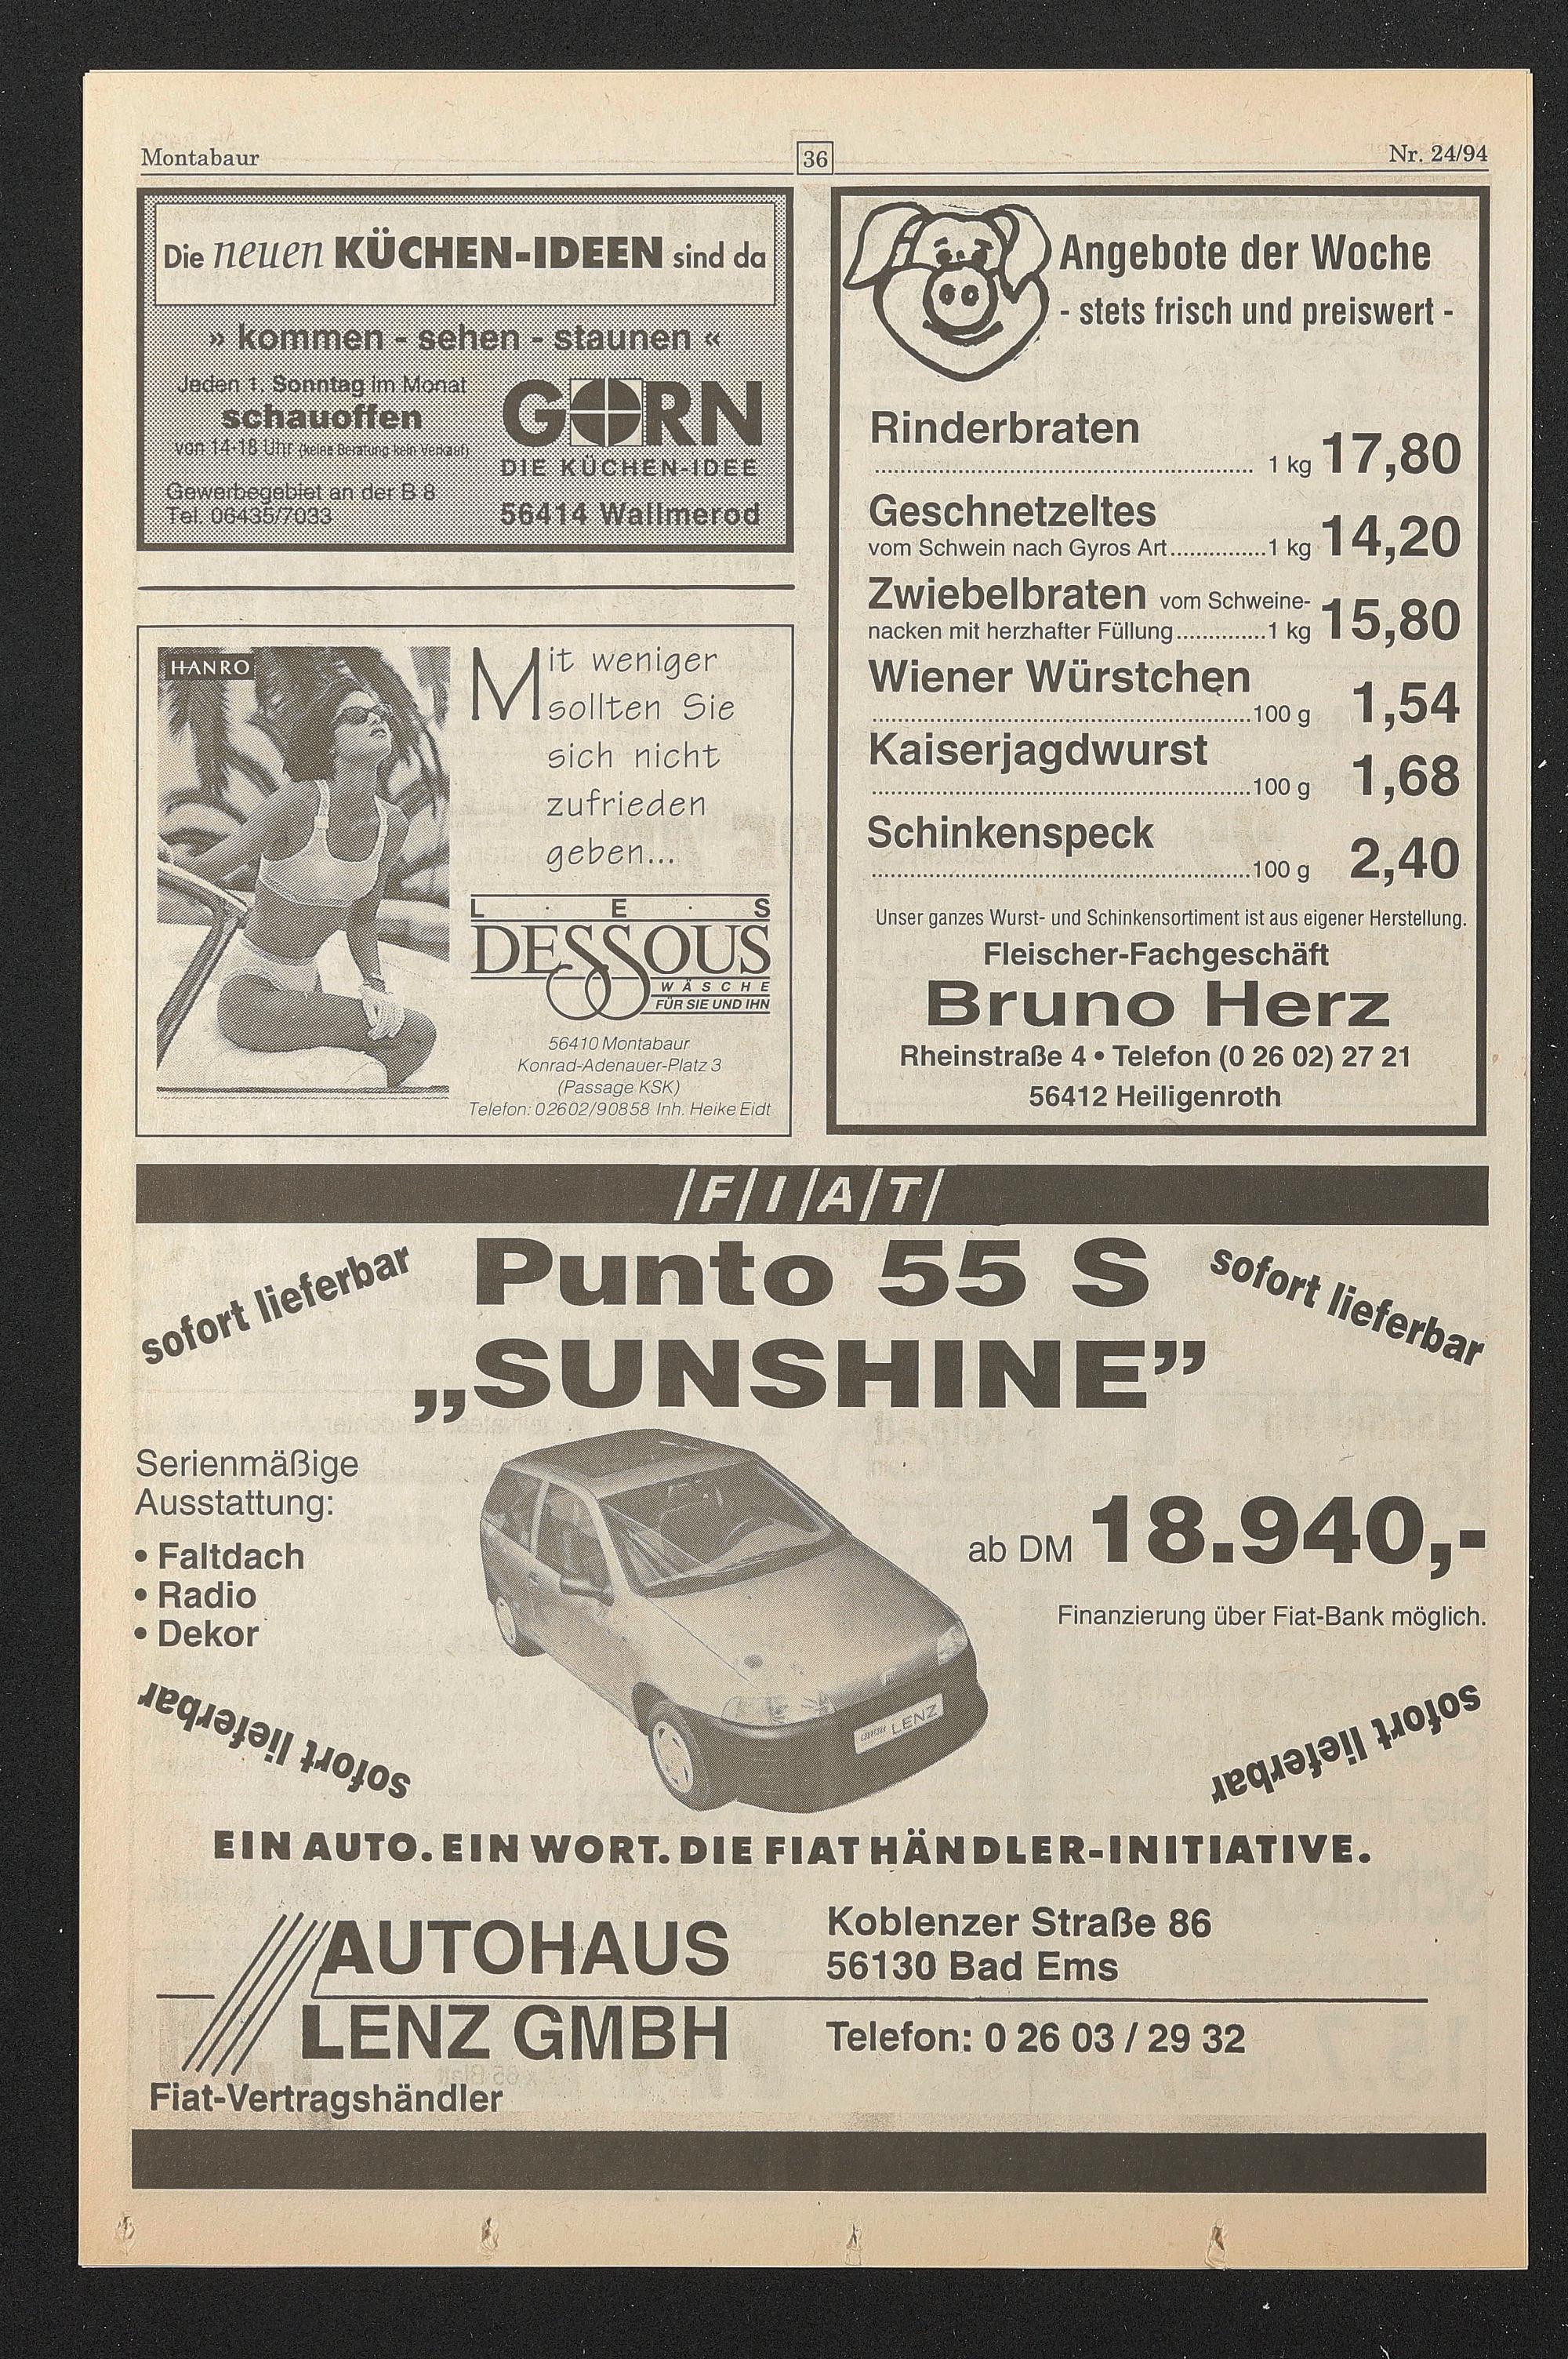 Montabaur
36
Nr. 24/94
Die neuen KÜCHEN-IDEEN sind da
» kommen - sehen - staunen «
Jeden 1. Sonntag im Monat
schauoffen
von 14-18 Uhr (keine Beratung kein Verkauf)
Gewerbegebiet an der B 8
Tel. 06435/7033
GORN
DIE KÜCHEN-IDEE
56414 Wallmerod
HANRO
Mit weniger
sollten Sie
sich nicht
zufrieden
geben...
L · E · S
DESSOUS
WÄSCHE
FÜR SIE UND IHN
56410 Montabaur
Konrad-Adenauer-Platz 3
(Passage KSK)
Telefon: 02602/90858 Inh. Heike Eidt
Angebote der Woche
- stets frisch und preiswert -
Rinderbraten
1 kg 17,80
Geschnetzeltes
vom Schwein nach Gyros Art...............1 kg 14,20
Zwiebelbraten vom Schweine-
nacken mit herzhafter Füllung..............1 kg 15,80
Wiener Würstchen
100 g 1,54
Kaiserjagdwurst
100 g 1,68
Schinkenspeck
100 g 2,40
Unser ganzes Wurst- und Schinkensortiment ist aus eigener Herstellung.
Fleischer-Fachgeschäft
Bruno Herz
Rheinstraße 4 • Telefon (0 26 02) 27 21
56412 Heiligenroth
/F/I/A/T/
sofort lieferbar
Punto 55 S
sofort lieferbar
„SUNSHINE”
Serienmäßige
Ausstattung:
• Faltdach
• Radio
• Dekor
ab DM 18.940,-
Finanzierung über Fiat-Bank möglich.
LENZ
sofort lieferbar
sofort lieferbar
EIN AUTO. EIN WORT. DIE FIAT HÄNDLER-INITIATIVE.
AUTOHAUS
LENZ GMBH
Fiat-Vertragshändler
Koblenzer Straße 86
56130 Bad Ems
Telefon: 0 26 03 / 29 32